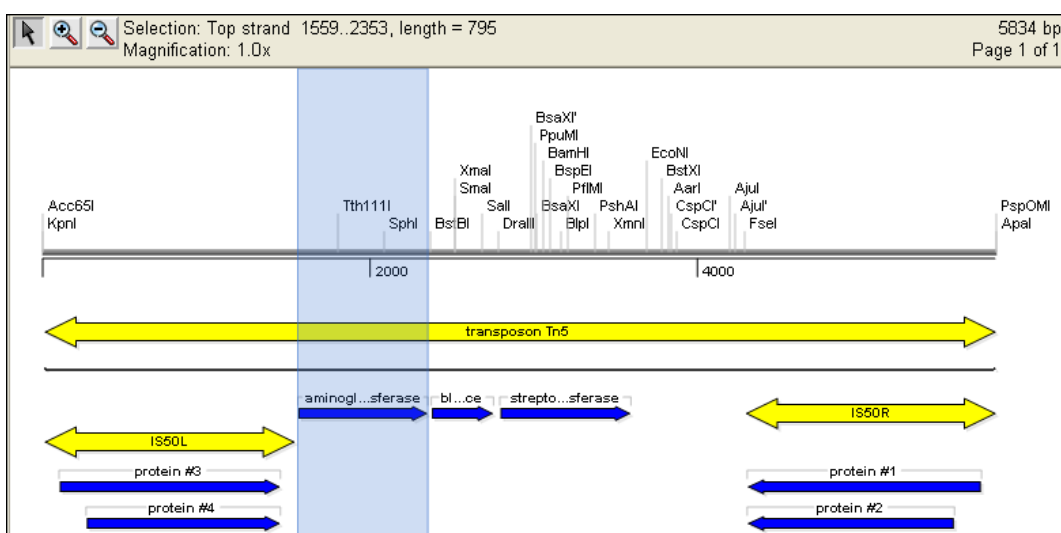 Selection: Top strand 1559..2353, length = 795
5834 bp
Magnification: 1.0x
Page 1 of 1
BsaXI'
PpuMI
BamHI
EcoNI
XmaI
BspEI
BstXI
SmaI
PflMI
AarI
AjuI
Acc65I
Tth111I
SalI
BsaXI
PshAI
CspCI'
AjuI'
PspOMI
KpnI
SphI
BstBI
DraIII
BlpI
XmnI
CspCI
FseI
ApaI
2000
4000
transposon Tn5
aminogl...sferase
bl...ce
strepto...sferase
IS50R
IS50L
protein #3
protein #1
protein #4
protein #2